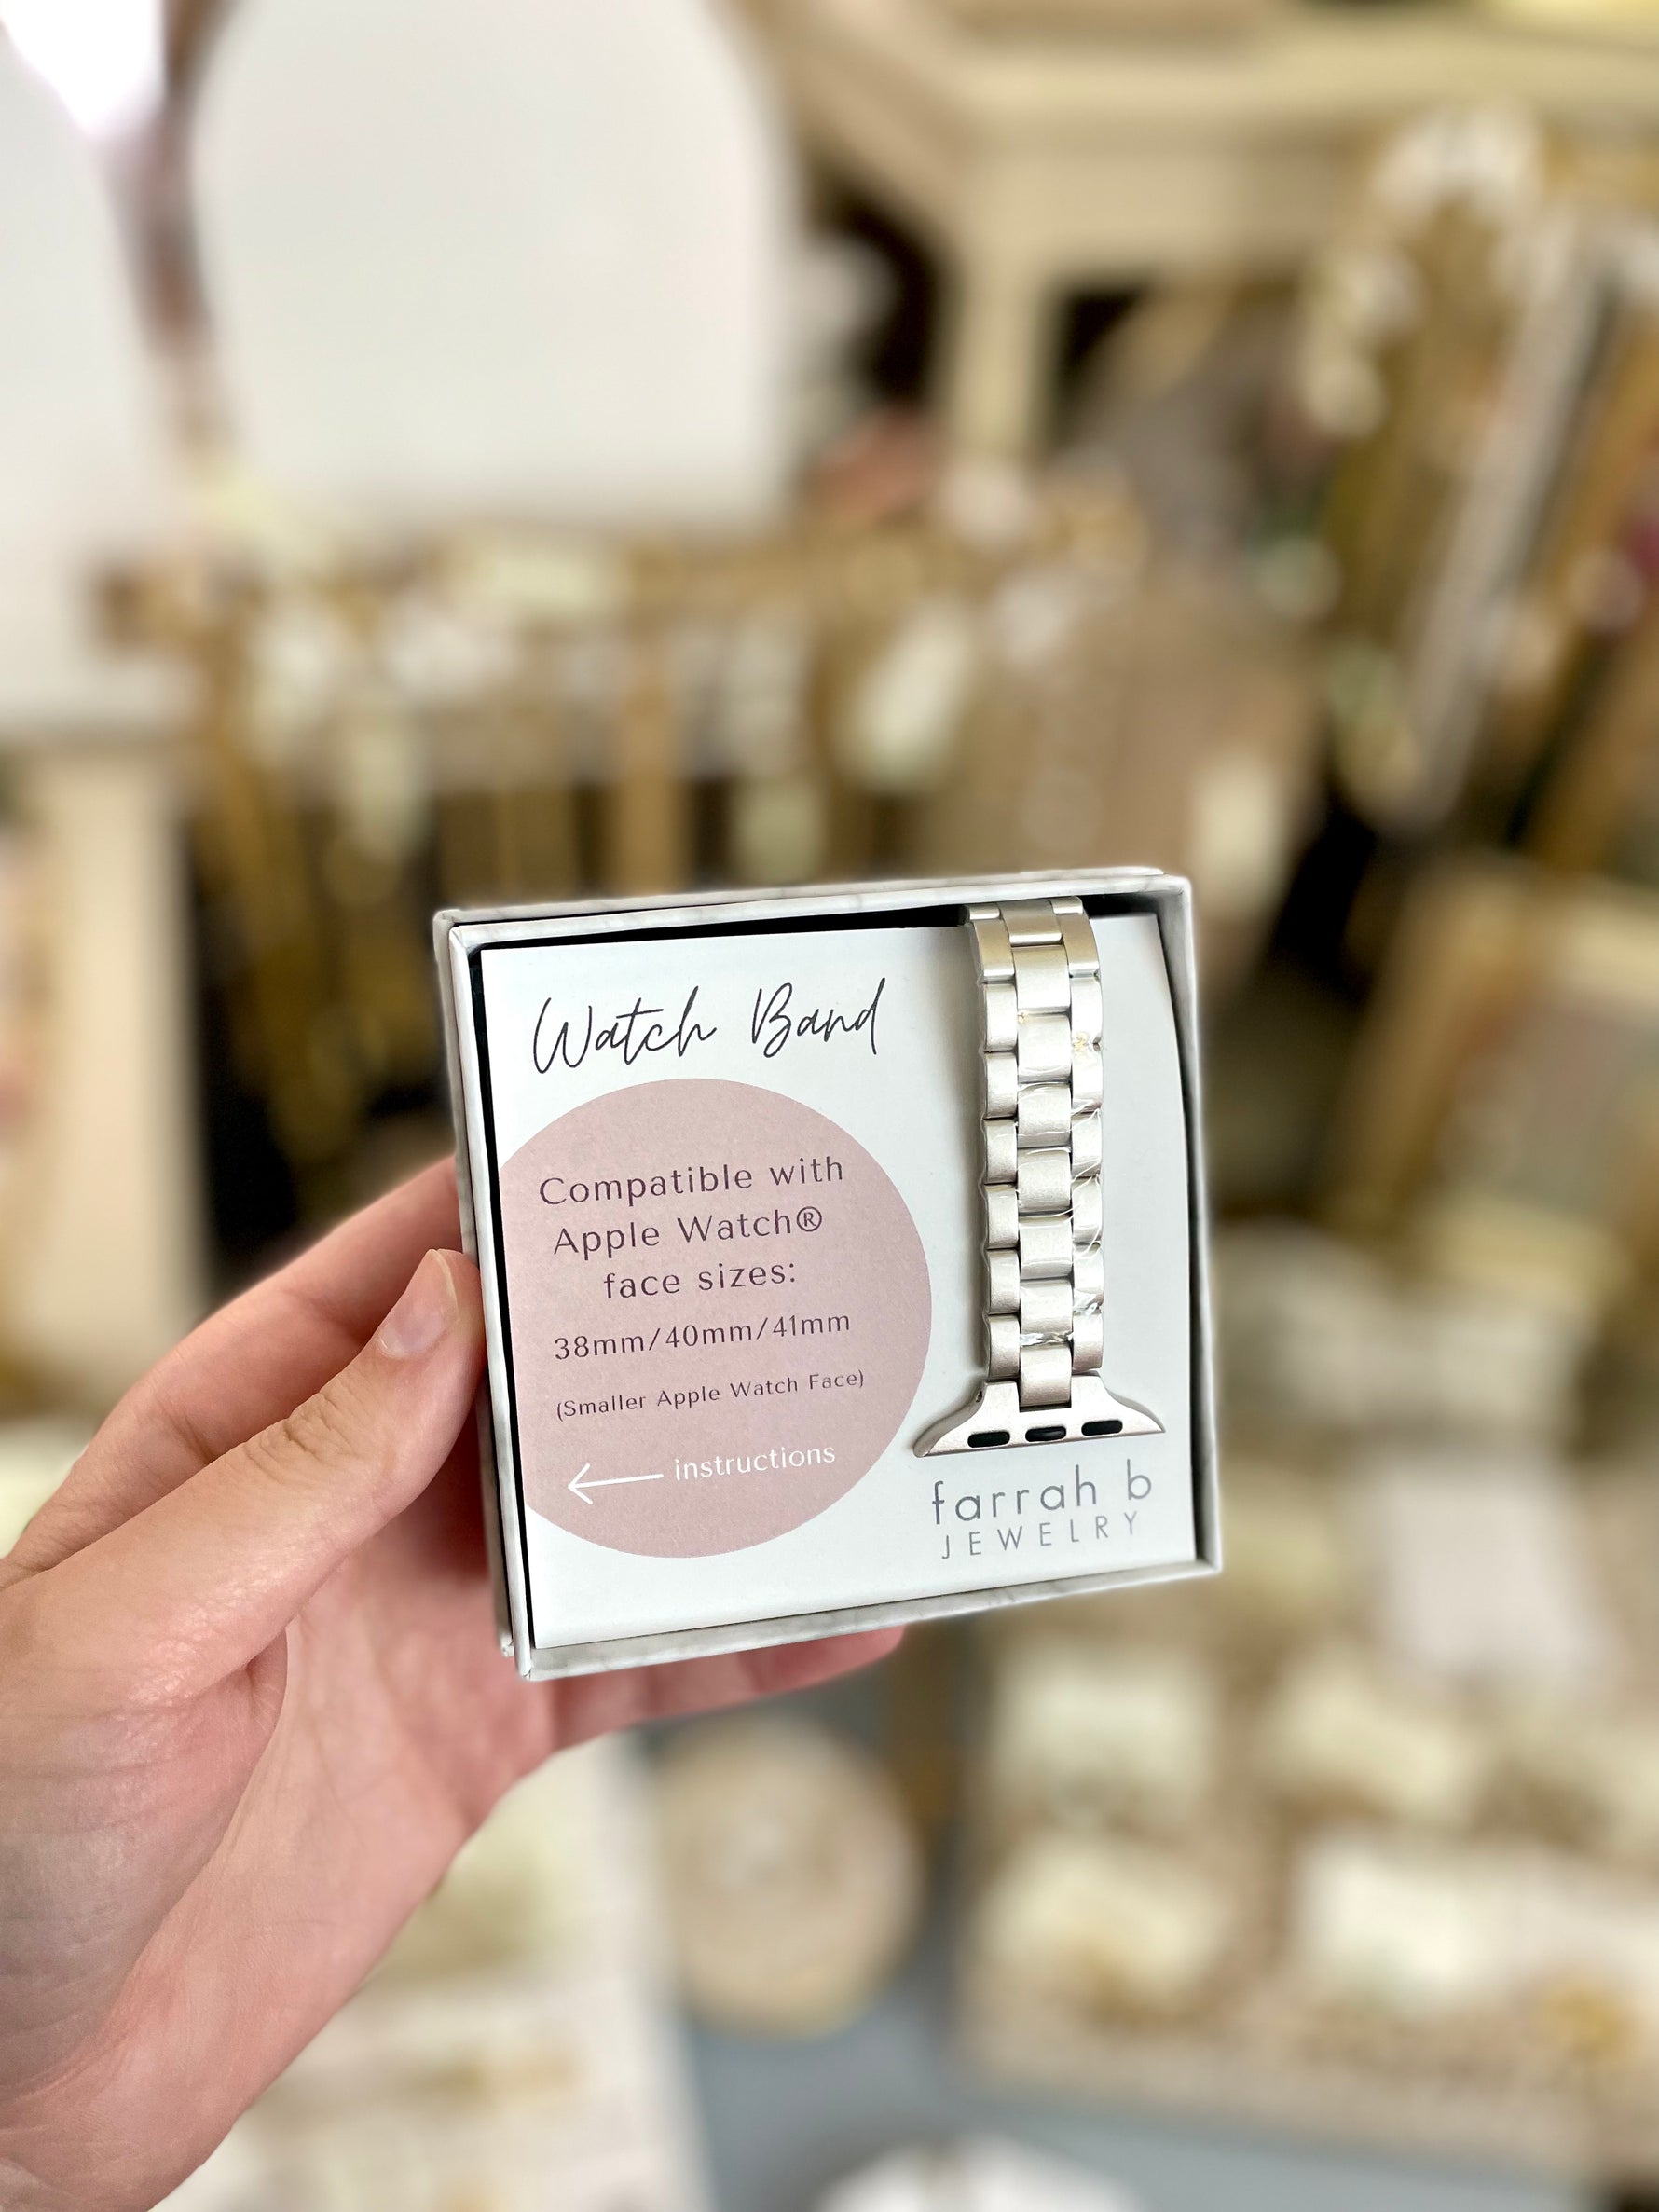 Watch Band
Compatible with
Apple Watch®
face sizes:
38mm/40mm/41mm
(Smaller Apple Watch Face)
instructions
farrah b
JEWELRY